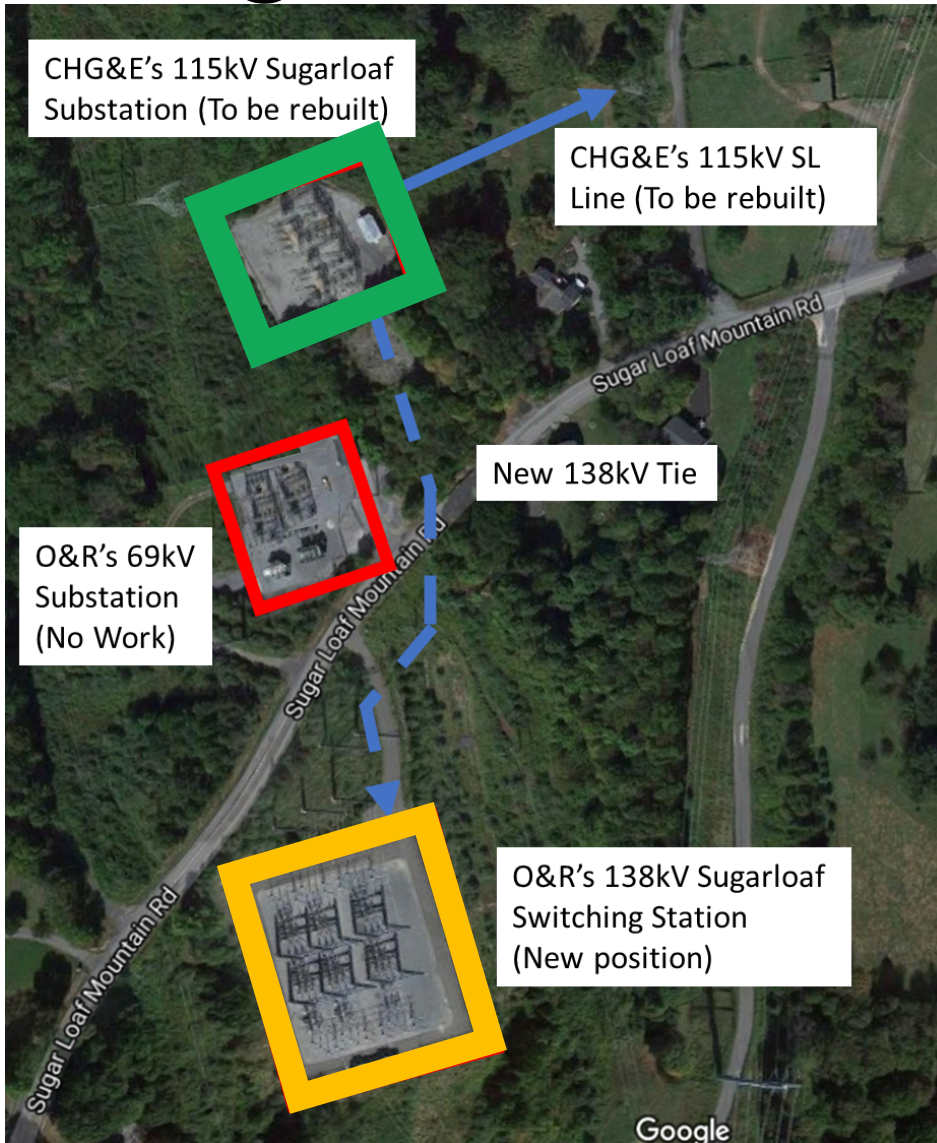 CHG&E's 115kV Sugarloaf
Substation (To be rebuilt)
CHG&E's 115kV SL
Line (To be rebuilt)
Sugar Loaf Mountain Rd
New 138kV Tie
O&R's 69kV
Substation
(No Work)
Sugar Loaf Mountain Rd
O&R's 138kV Sugarloaf
Switching Station
(New position)
Sugar Loaf Mountain Rd
Google